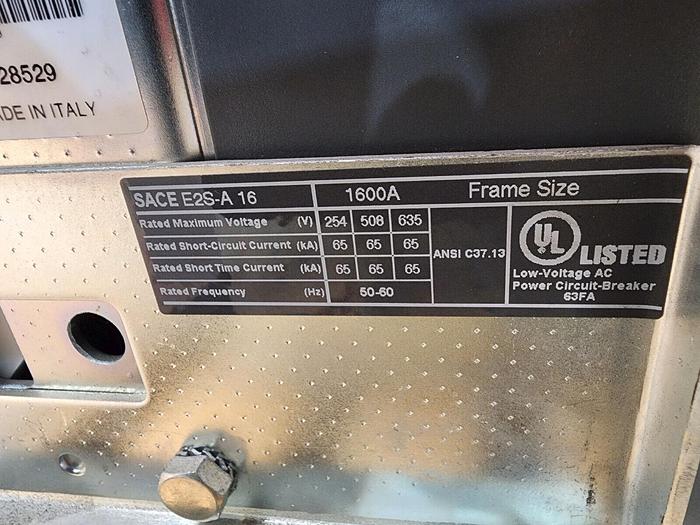 28529
MADE IN ITALY
SACE E2S-A 16 1600A Frame Size
Rated Maximum Voltage (V) 254 508 635
Rated Short-Circuit Current (kA) 65 65 65
Rated Short Time Current (kA) 65 65 65
Rated Frequency (Hz) 50-60
ANSI C37.13
UL LISTED
Low-Voltage AC
Power Circuit-Breaker
63FA